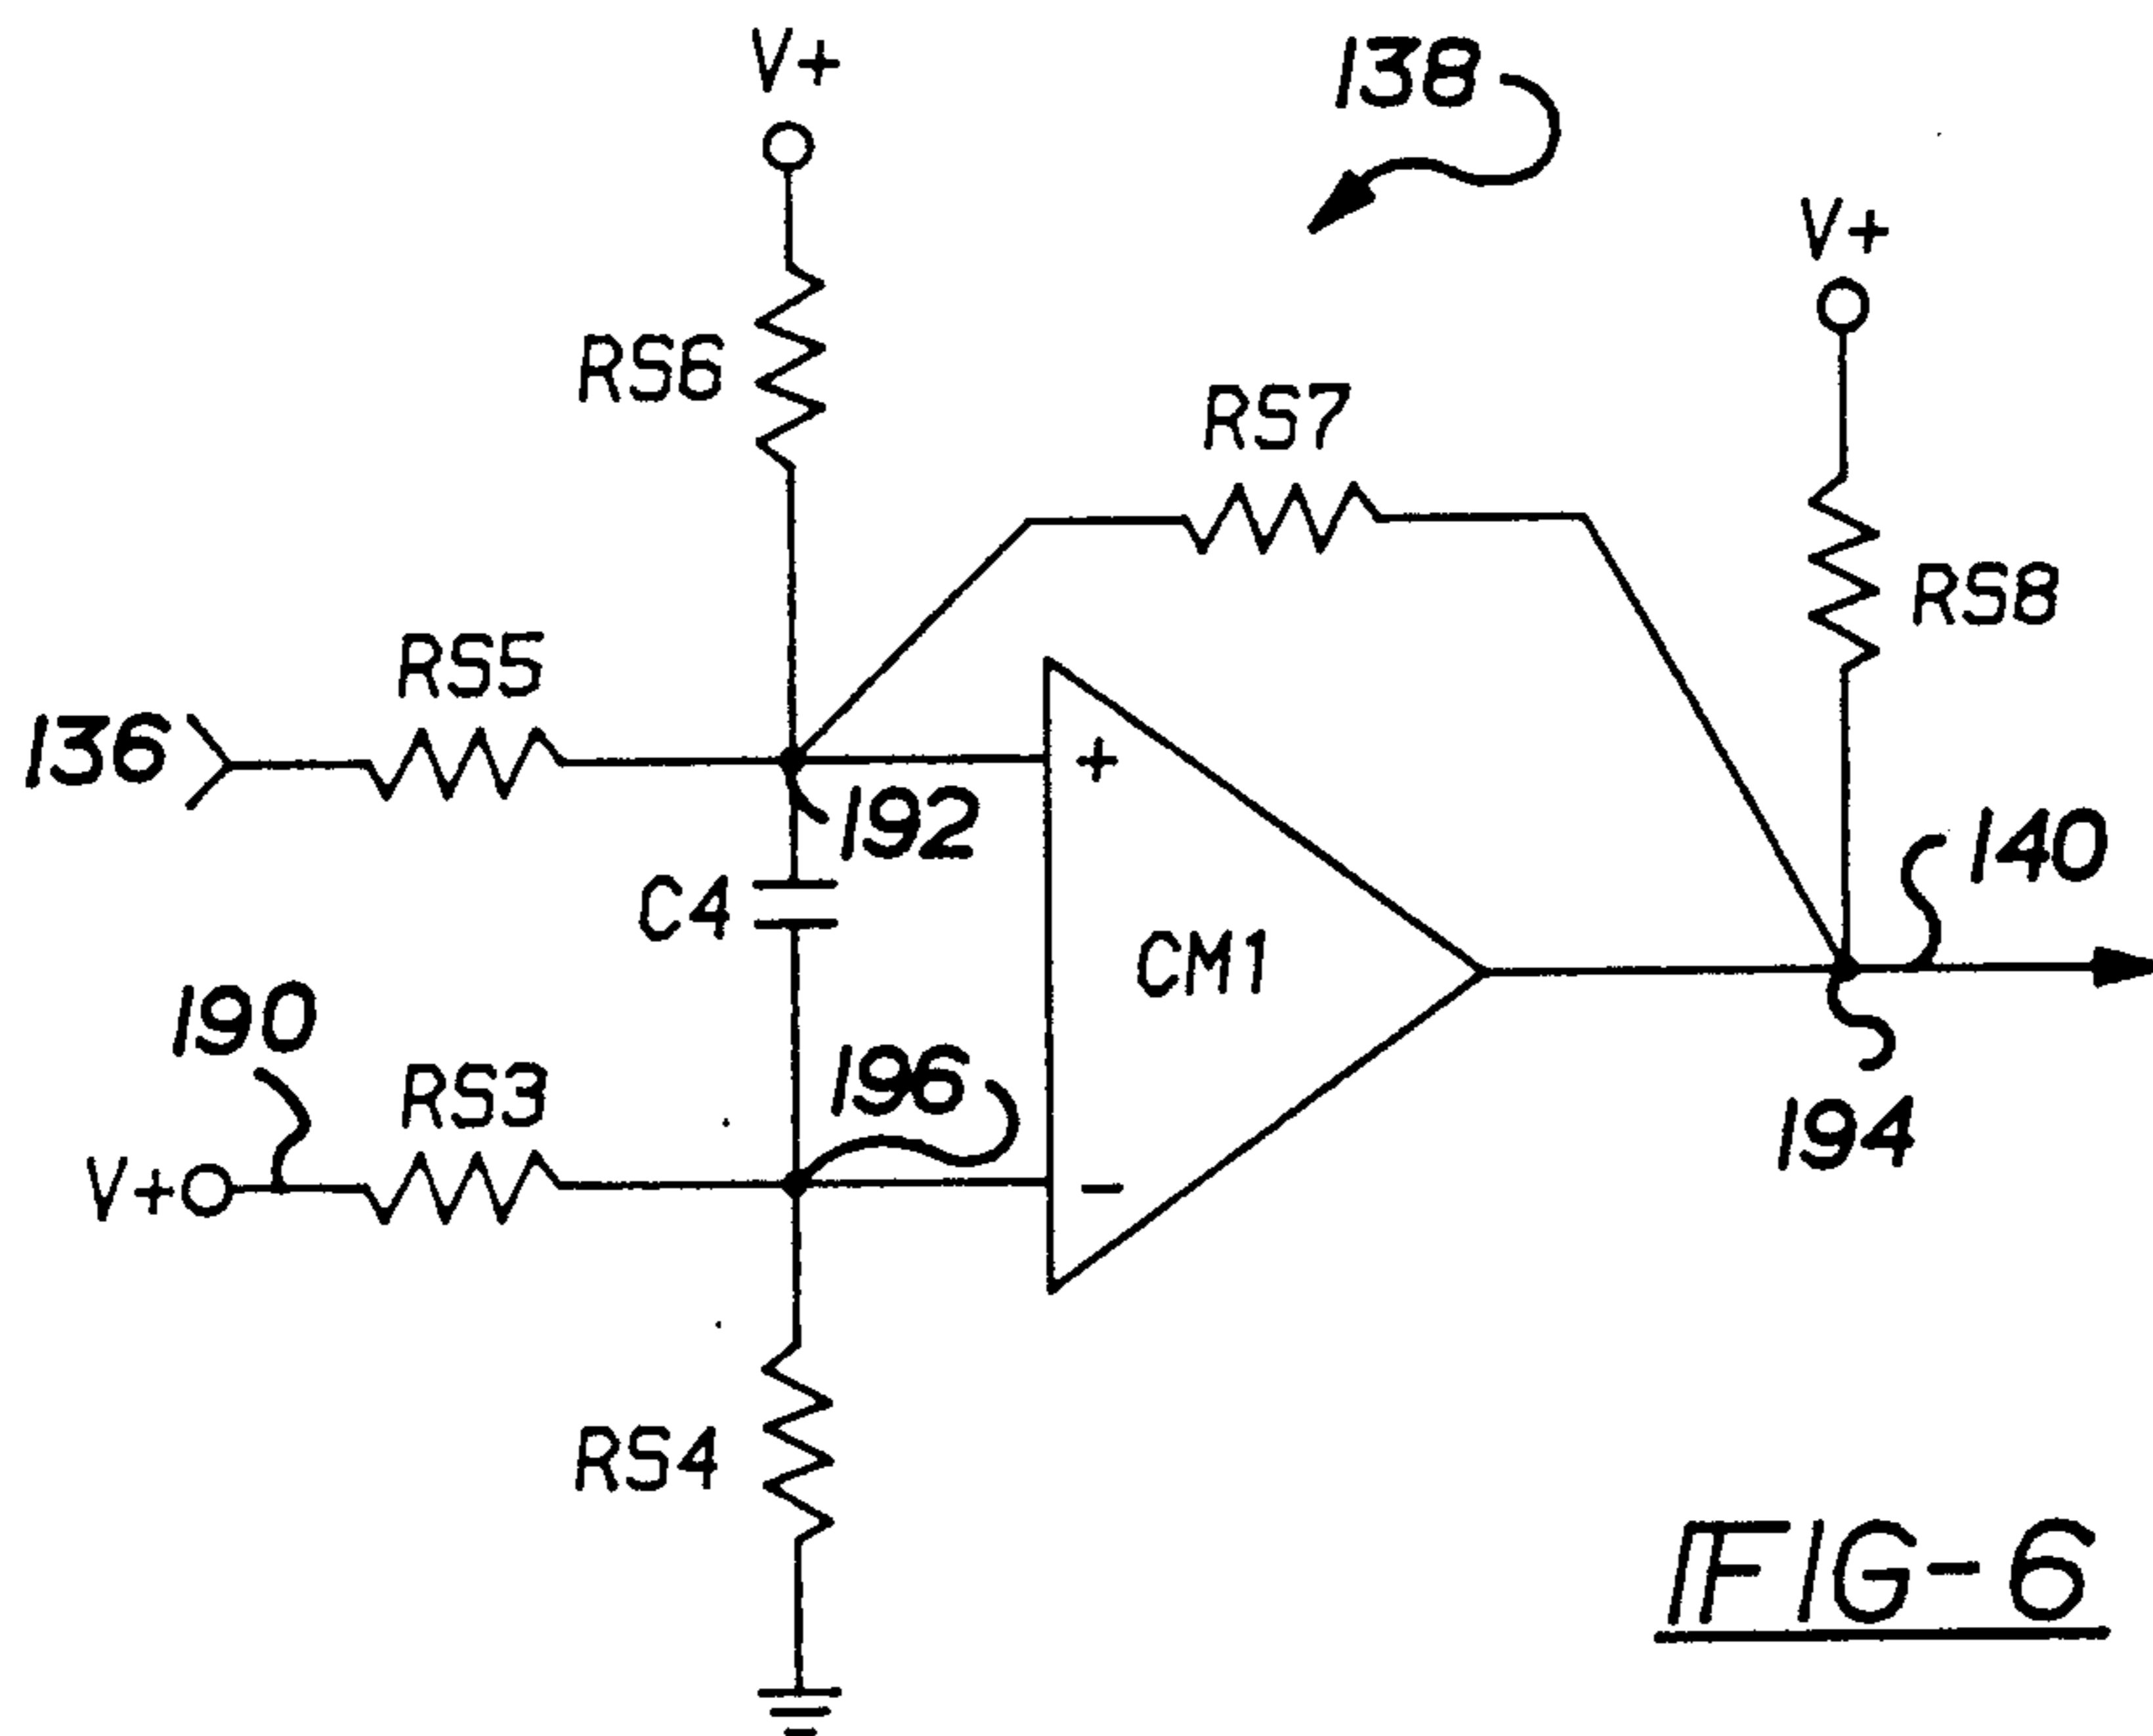 V+
138
V+
RS6
RS7
RS8
RS5
136
+
192
140
C4
CM1
190
RS3
196
V+
-
194
RS4
FIG-6